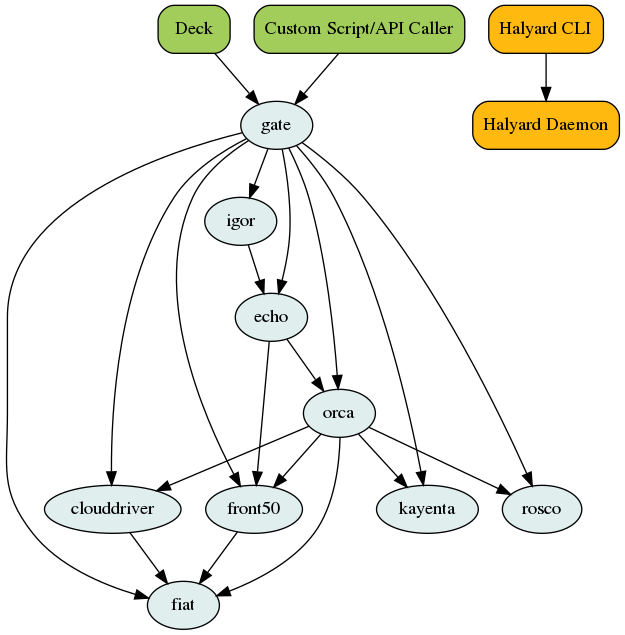 Deck
Custom Script/API Caller
Halyard CLI
gate
Halyard Daemon
igor
echo
orca
clouddriver
front50
kayenta
rosco
fiat